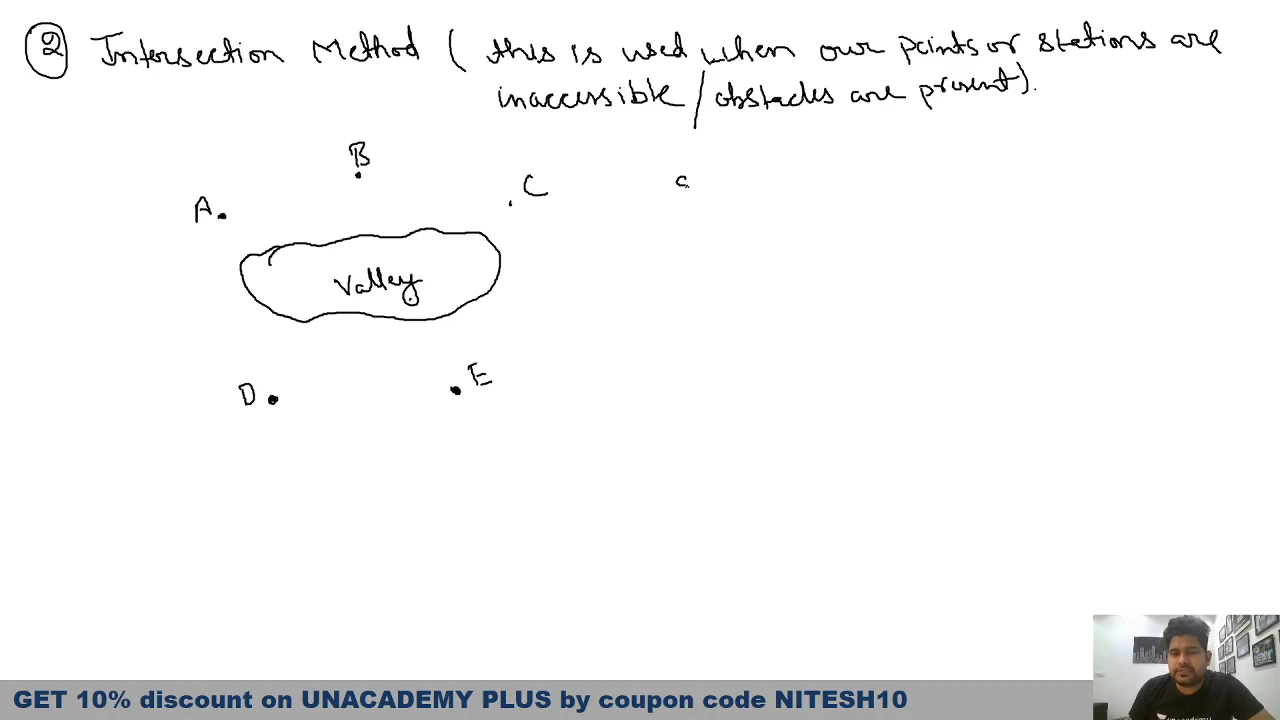 2 Intersection Method ( this is used when our points or stations are
inaccessible / obstacles are present).
B
C
A
Valley
E
D
GET 10% discount on UNACADEMY PLUS by coupon code NITESH10